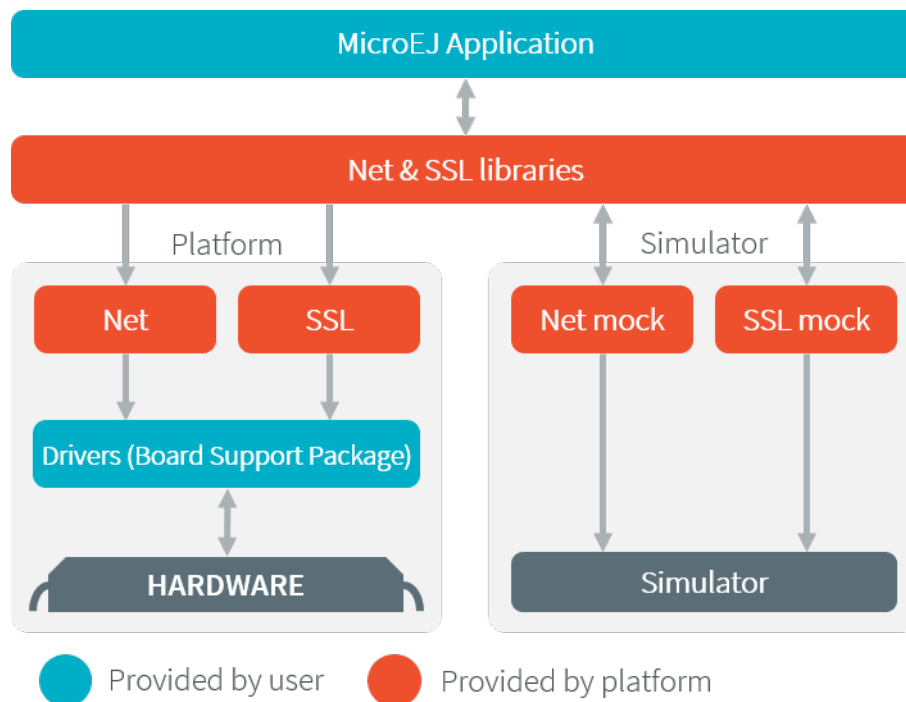 MicroEJ Application
Net & SSL libraries
Platform
Simulator
Net
SSL
Net mock
SSL mock
Drivers (Board Support Package)
HARDWARE
Simulator
Provided by user
Provided by platform